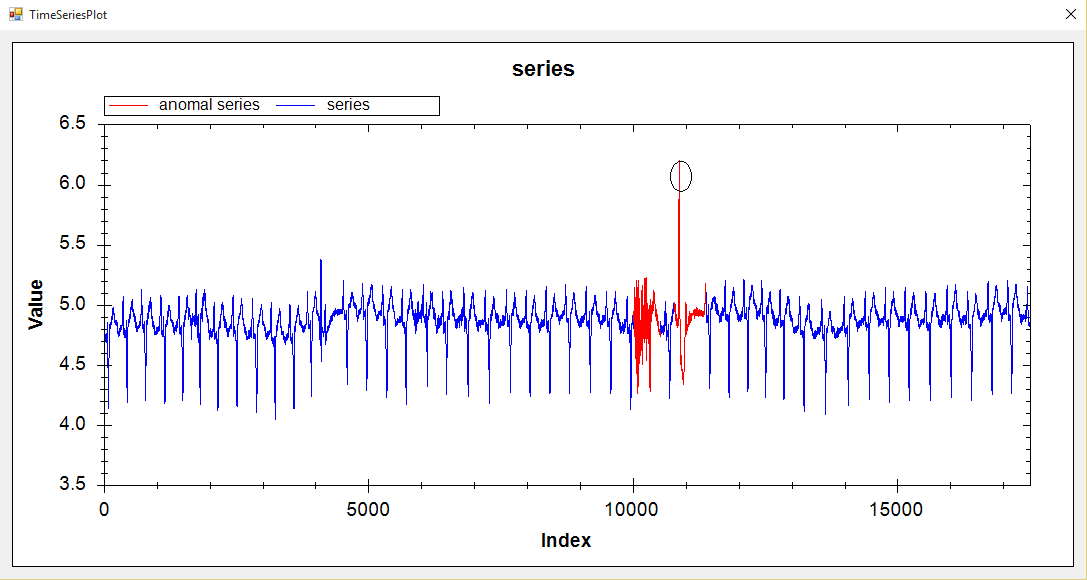 TimeSeriesPlot
series
anomal series series
6.5
6.0
5.5
5.0
4.5
4.0
3.5
Value
0 5000 10000 15000
Index